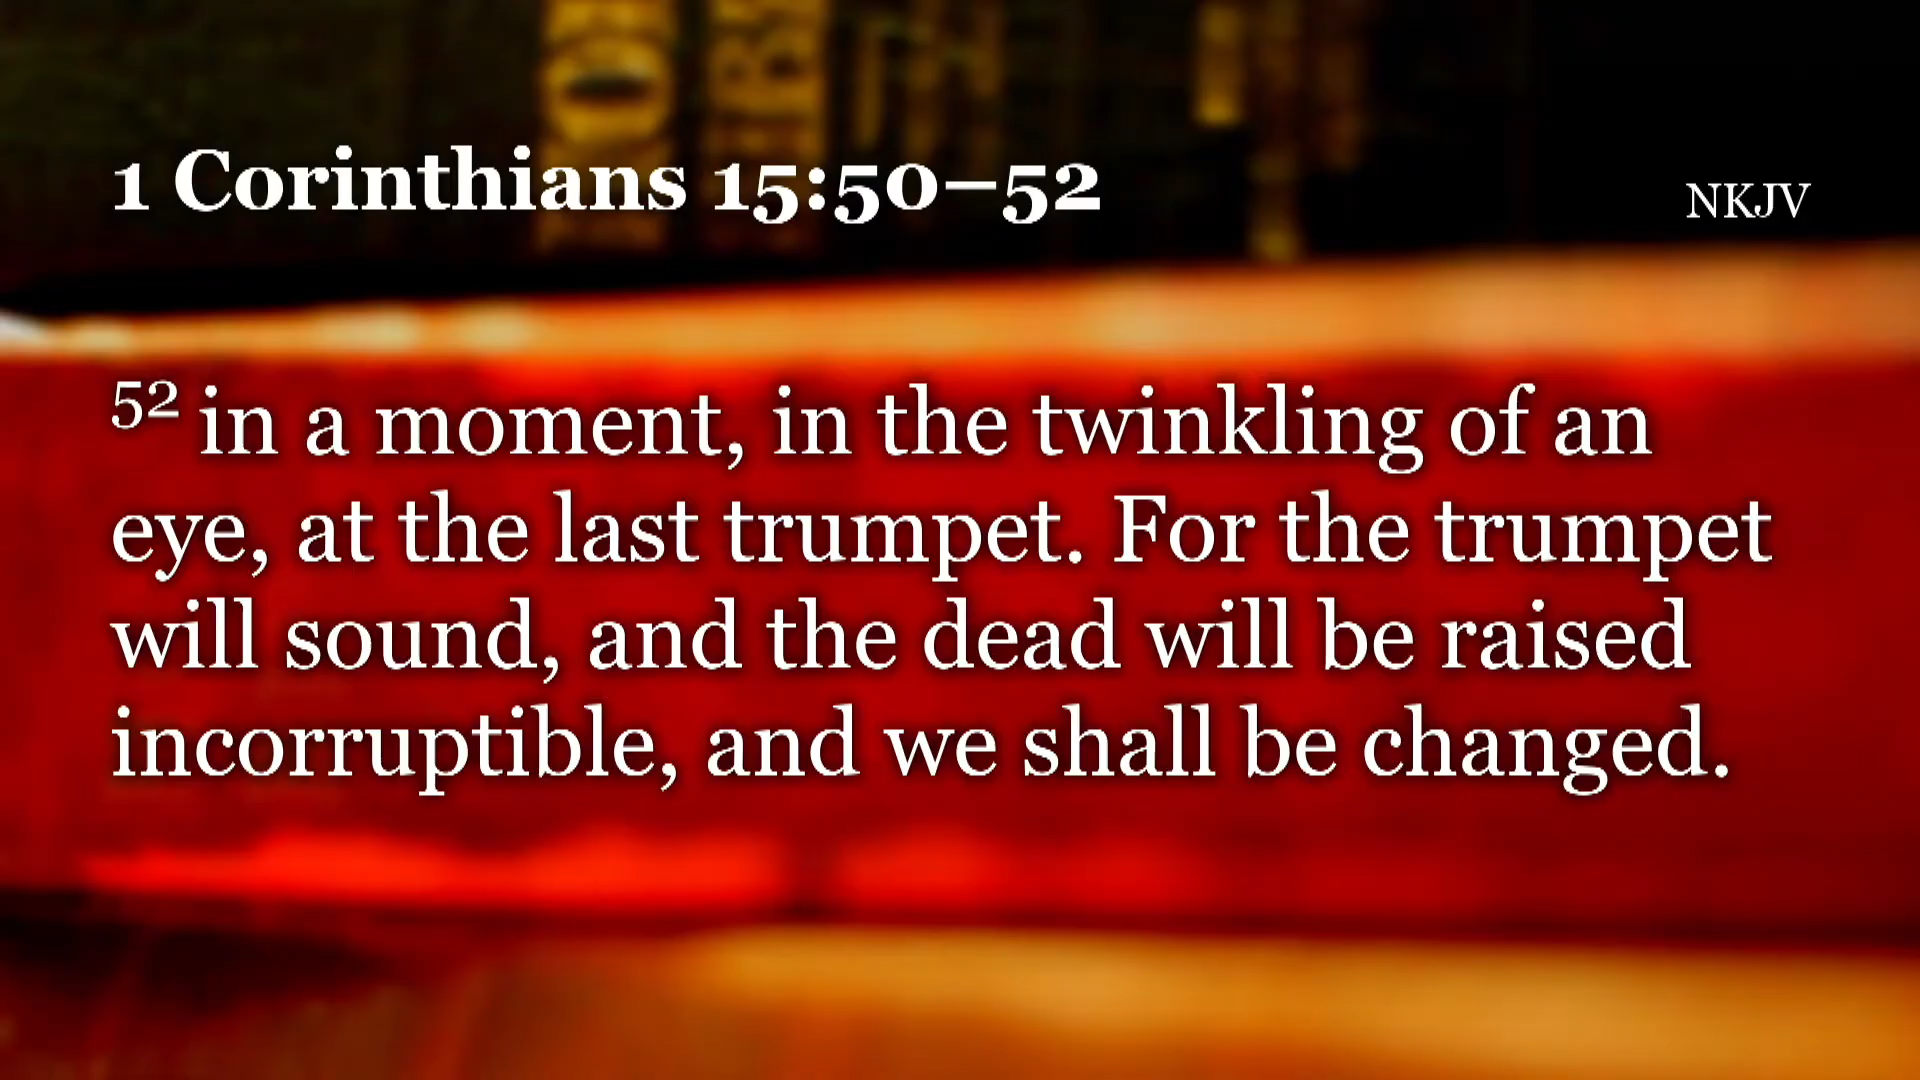 1 Corinthians 15:50–52
NKJV
52 in a moment, in the twinkling of an
eye, at the last trumpet. For the trumpet
will sound, and the dead will be raised
incorruptible, and we shall be changed.